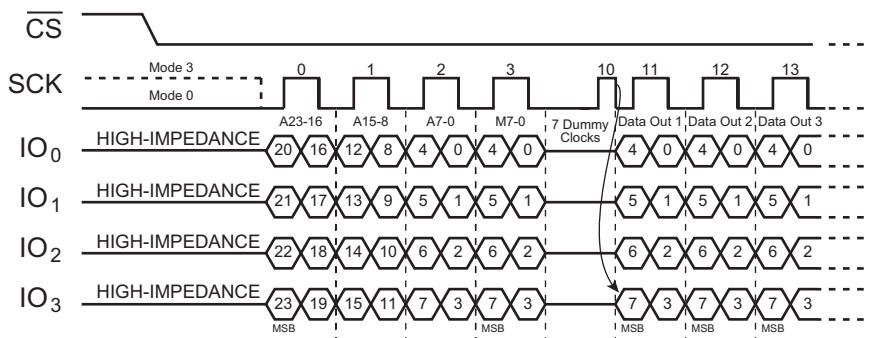 CS
SCK Mode 3 0 1 2 3 10 11 12 13
Mode 0
A23-16 A15-8 A7-0 M7-0 7 Dummy Clocks Data Out 1 Data Out 2 Data Out 3
IO0 HIGH-IMPEDANCE 20 16 12 8 4 0 4 0 4 0 4 0 4 0
IO1 HIGH-IMPEDANCE 21 17 13 9 5 1 5 1 5 1 5 1 5 1
IO2 HIGH-IMPEDANCE 22 18 14 10 6 2 6 2 6 2 6 2 6 2
IO3 HIGH-IMPEDANCE 23 19 15 11 7 3 7 3 7 3 7 3 7 3
MSB MSB MSB MSB MSB